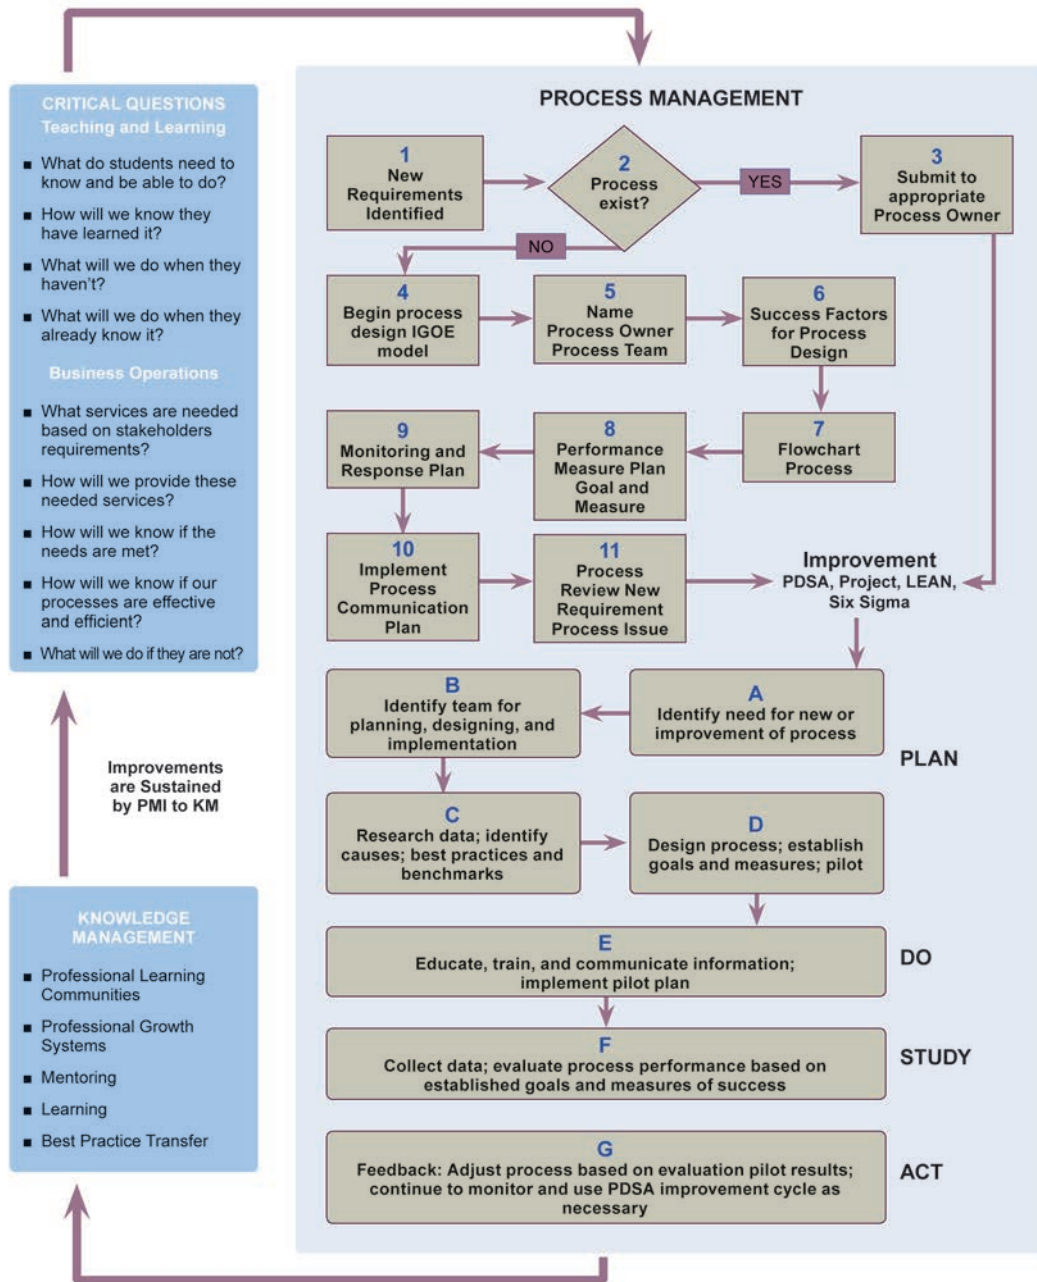 CRITICAL QUESTIONS
Teaching and Learning
■ What do students need to
know and be able to do?
■ How will we know they
have learned it?
■ What will we do when they
haven't?
■ What will we do when they
already know it?
Business Operations
■ What services are needed
based on stakeholders
requirements?
■ How will we provide these
needed services?
■ How will we know if the
needs are met?
■ How will we know if our
processes are effective
and efficient?
■ What will we do if they are not?
Improvements
are Sustained
by PMI to KM
KNOWLEDGE
MANAGEMENT
■ Professional Learning
Communities
■ Professional Growth
Systems
■ Mentoring
■ Learning
■ Best Practice Transfer
PROCESS MANAGEMENT
1
New
Requirements
Identified
2
Process
exist?
YES
3
Submit to
appropriate
Process Owner
NO
4
Begin process
design IGOE
model
5
Name
Process Owner
Process Team
6
Success Factors
for Process
Design
7
Flowchart
Process
8
Performance
Measure Plan
Goal and
Measure
9
Monitoring and
Response Plan
10
Implement
Process
Communication
Plan
11
Process
Review New
Requirement
Process Issue
Improvement
PDSA, Project, LEAN,
Six Sigma
A
Identify need for new or
improvement of process
B
Identify team for
planning, designing, and
implementation
PLAN
C
Research data; identify
causes; best practices and
benchmarks
D
Design process; establish
goals and measures; pilot
E
Educate, train, and communicate information;
implement pilot plan
DO
F
Collect data; evaluate process performance based on
established goals and measures of success
STUDY
G
Feedback: Adjust process based on evaluation pilot results;
continue to monitor and use PDSA improvement cycle as
necessary
ACT